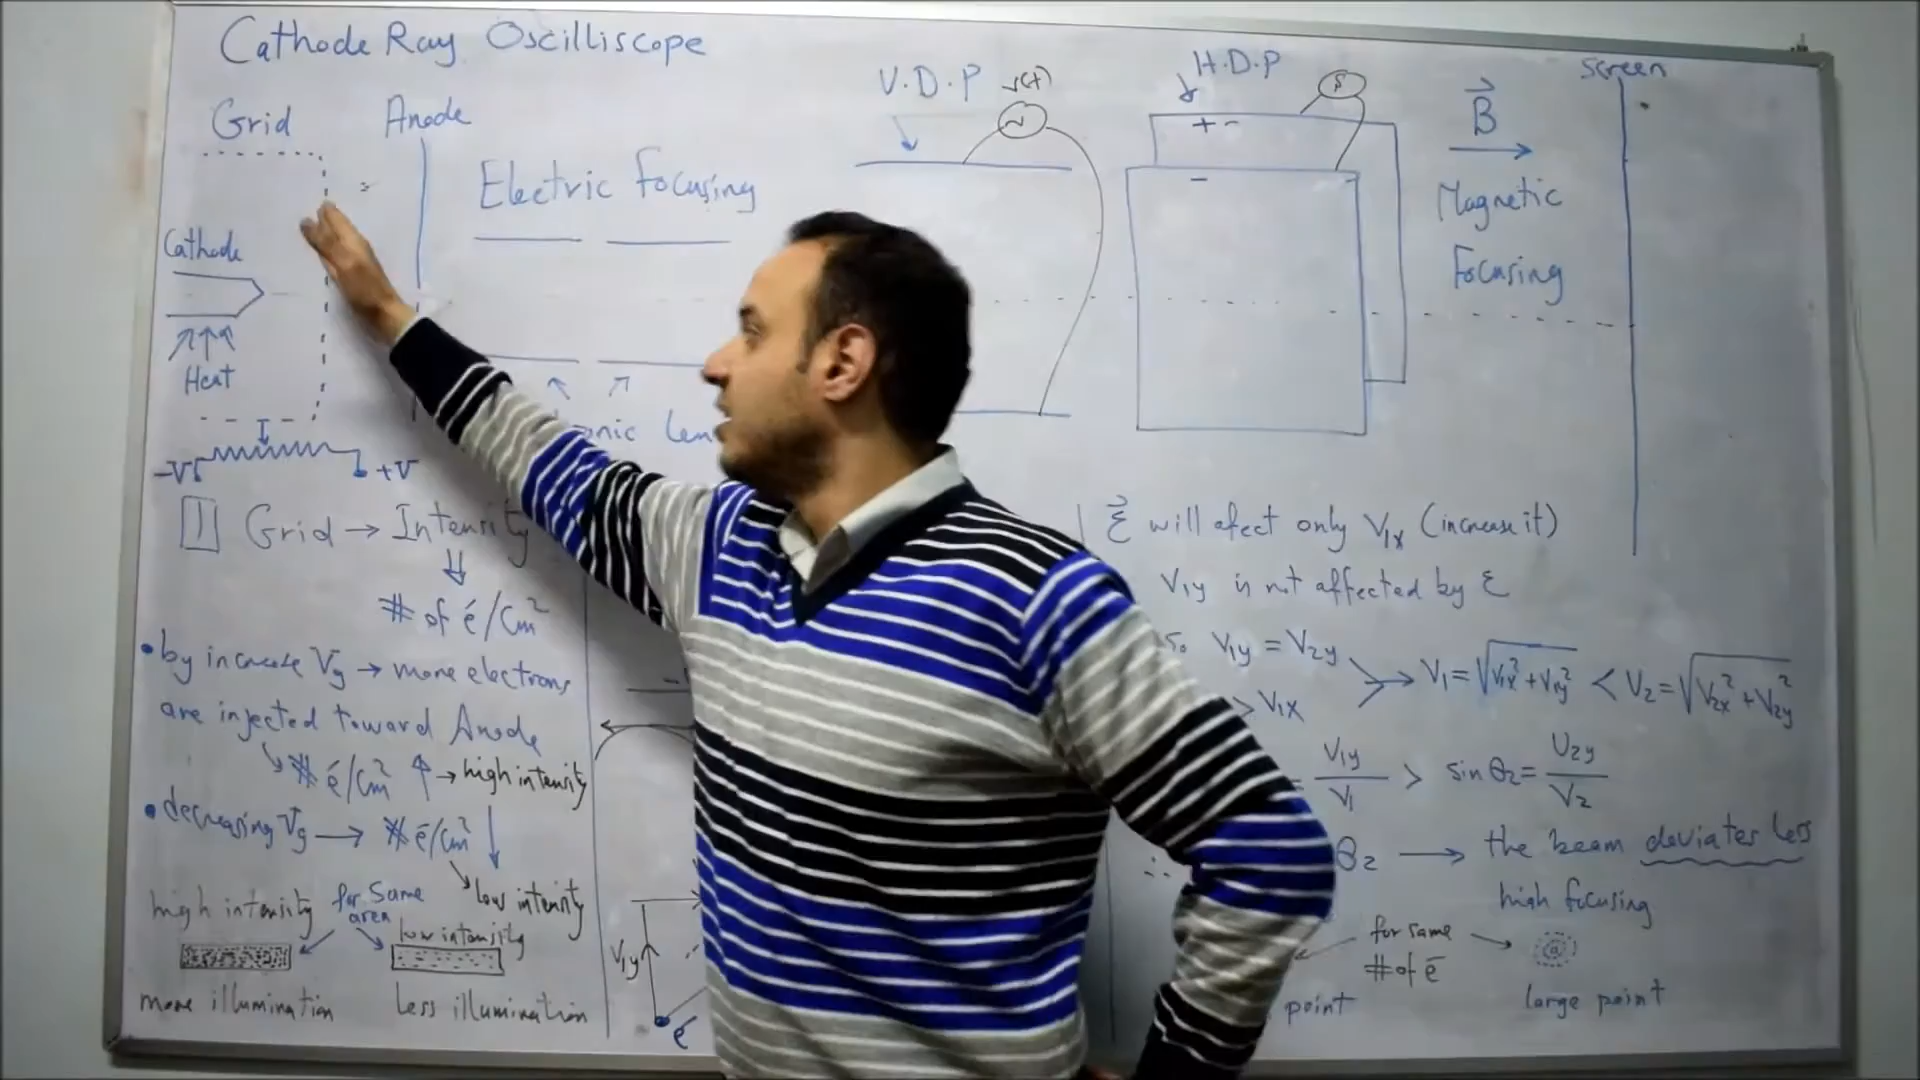 Cathode Ray Oscilliscope
Grid
Anode
Electric Focusing
V.D.P
v(t)
~
H.D.P
S
+ -
-
B
Magnetic
Focusing
Screen
Cathode
Heat
-V
+V
1 Grid → Intensity
# of e/cm²
• by increase Vg → more electrons
are injected toward Anode
# e/cm² ↑ → high intensity
• decreasing Vg → # e/cm² ↓
low intensity
high intensity
for same
area
low intensity
more illumination
Less illumination
V1y
e
ε will afect only V1x (increase it)
V1y is not affected by ε
so V1y = V2y → V1 = √V1x² + V1y² < V2 = √V2x² + V2y²
> V1x
= V1y/V1 > sin θ2 = U2y/V2
∴ θ2 → the beam deviates Less
high focusing
for same
# of e
point
large point